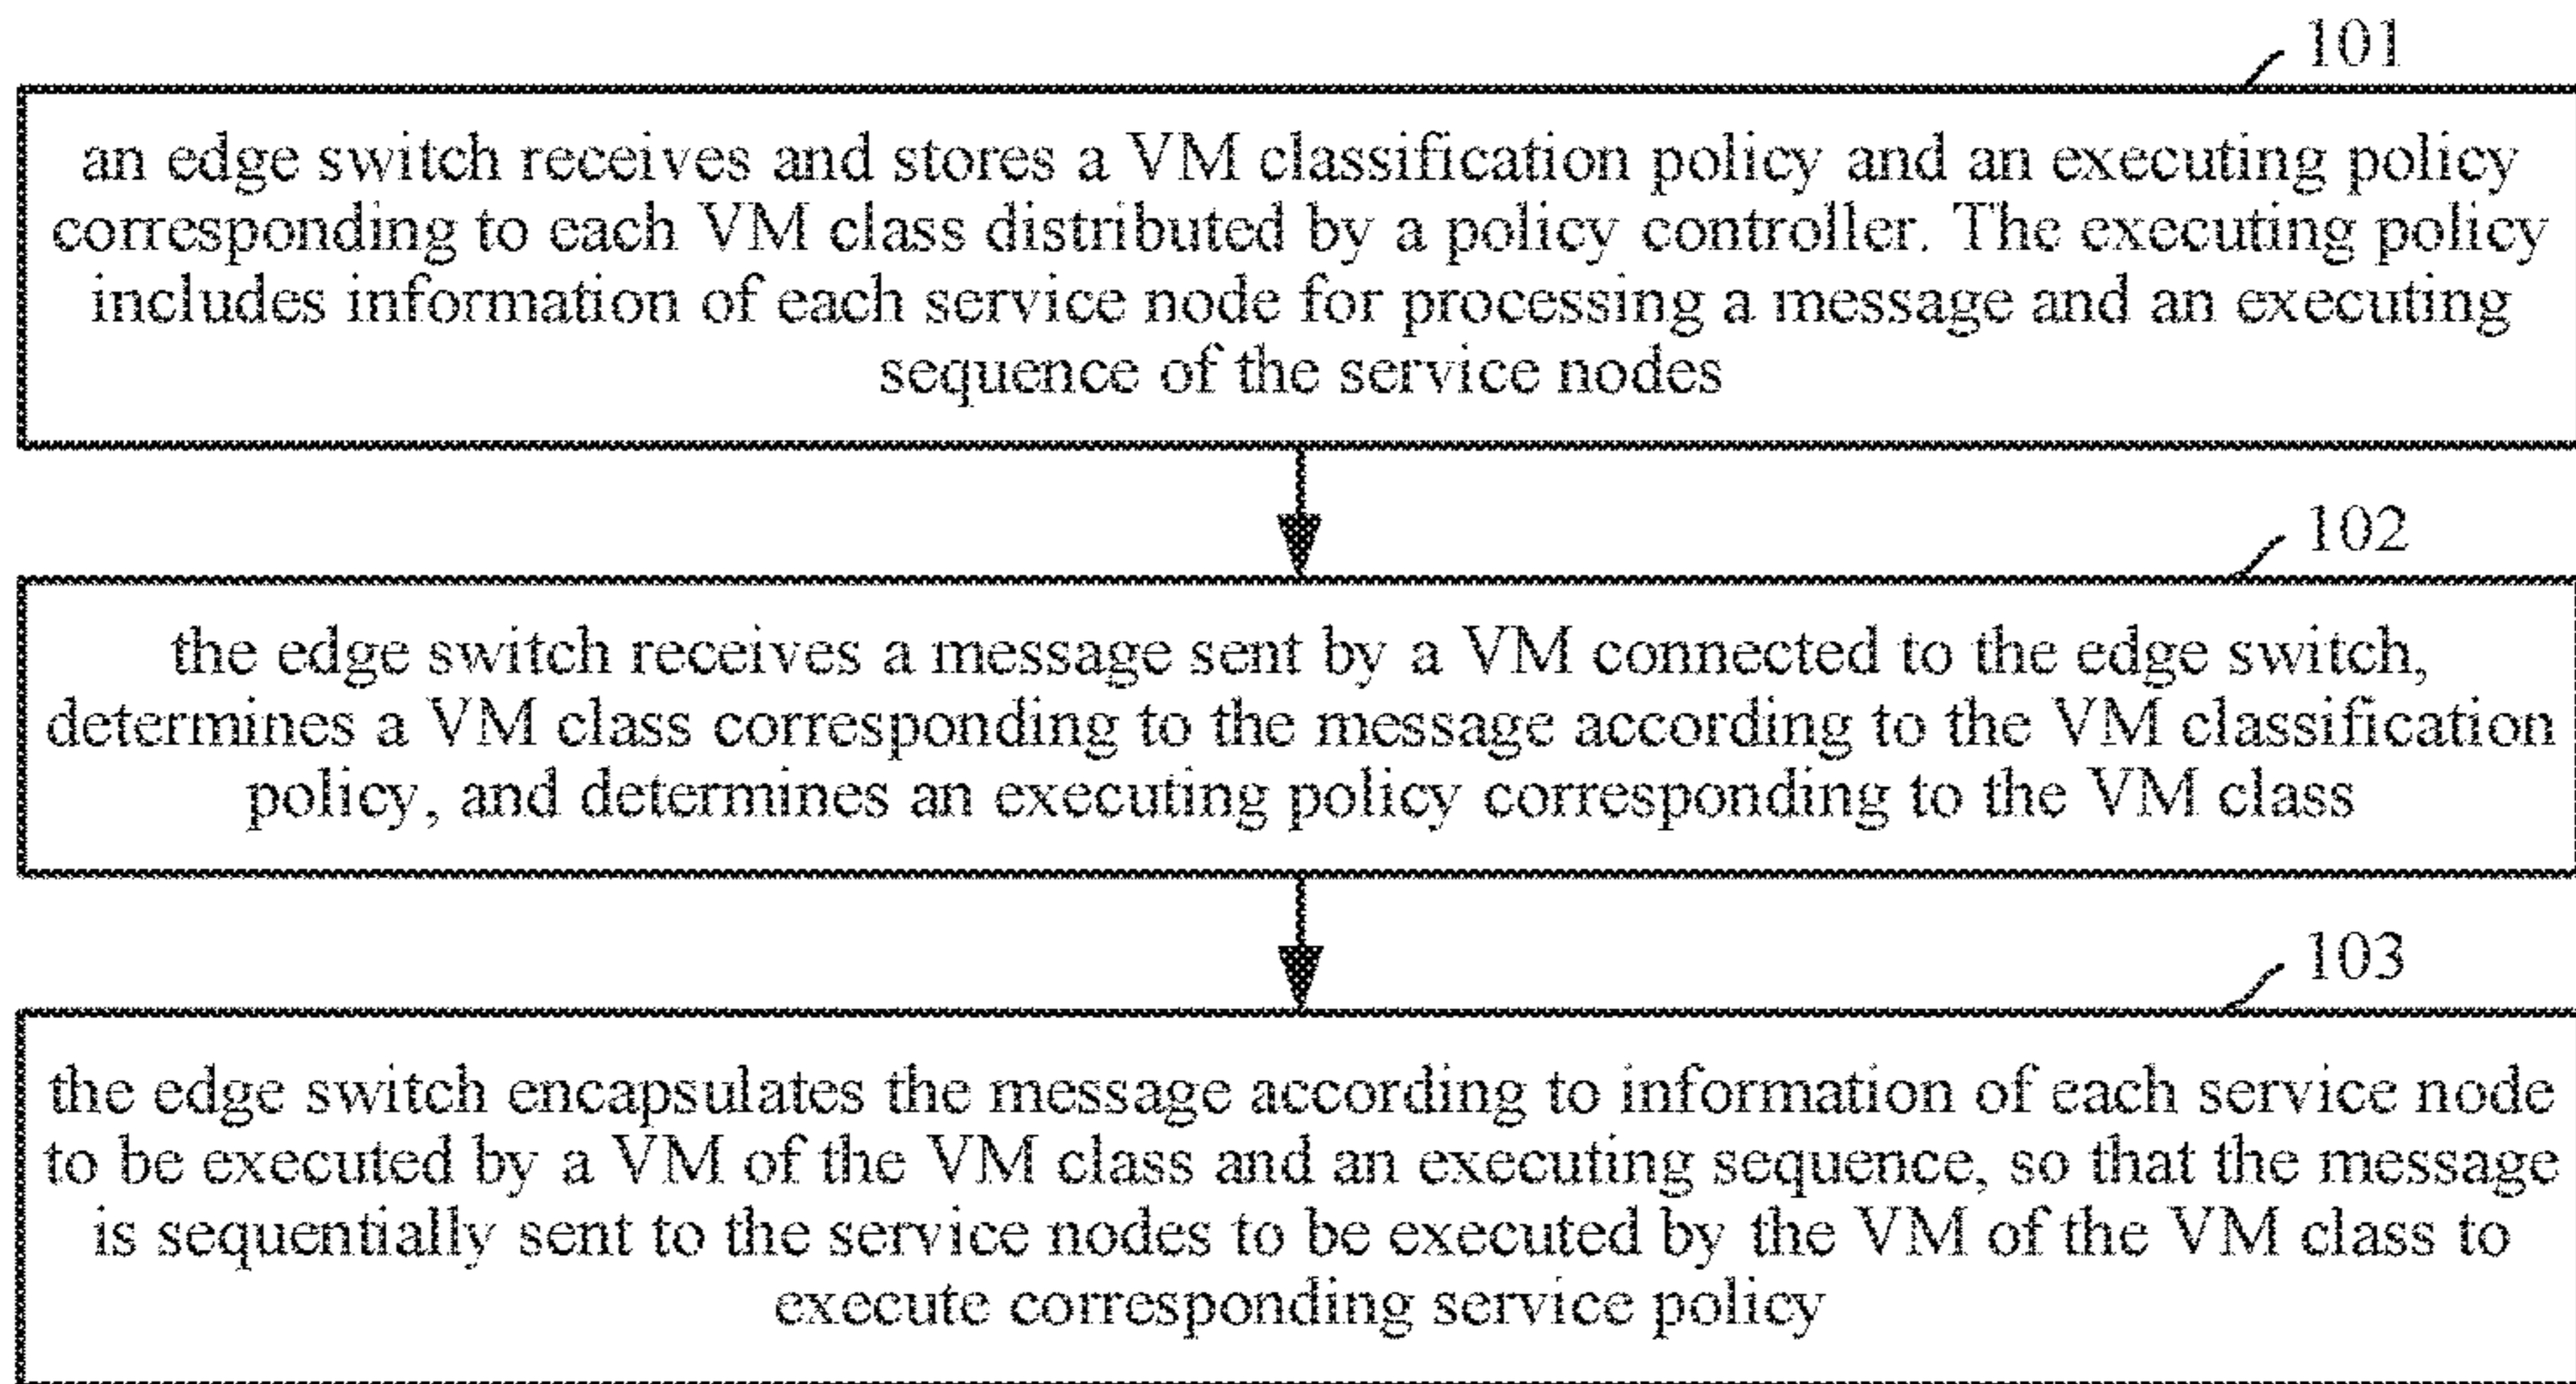 101
an edge switch receives and stores a VM classification policy and an executing policy
corresponding to each VM class distributed by a policy controller. The executing policy
includes information of each service node for processing a message and an executing
sequence of the service nodes
102
the edge switch receives a message sent by a VM connected to the edge switch,
determines a VM class corresponding to the message according to the VM classification
policy, and determines an executing policy corresponding to the VM class
103
the edge switch encapsulates the message according to information of each service node
to be executed by a VM of the VM class and an executing sequence, so that the message
is sequentially sent to the service nodes to be executed by the VM of the VM class to
execute corresponding service policy